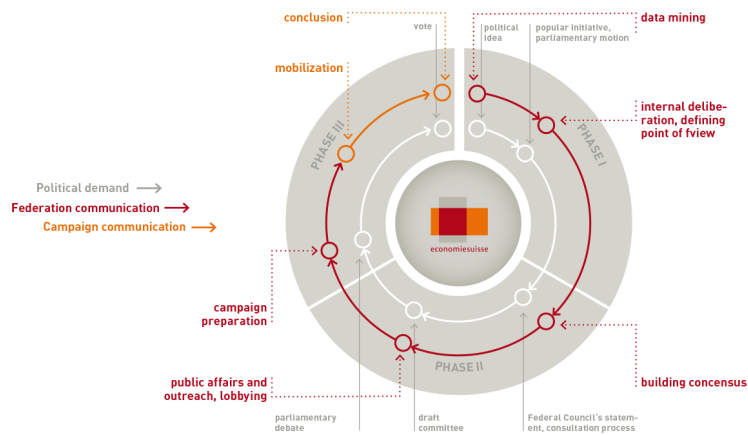 conclusion
vote
political
idea
popular initiative,
parliamentary motion
data mining
mobilization
internal delibe-
ration, defining
point of fview
PHASE III
PHASE I
Political demand
Federation communication
Campaign communication
economiesuisse
campaign
preparation
PHASE II
public affairs and
outreach, lobbying
building concensus
parliamentary
debate
draft
committee
Federal Council's statem-
ent, consultation process